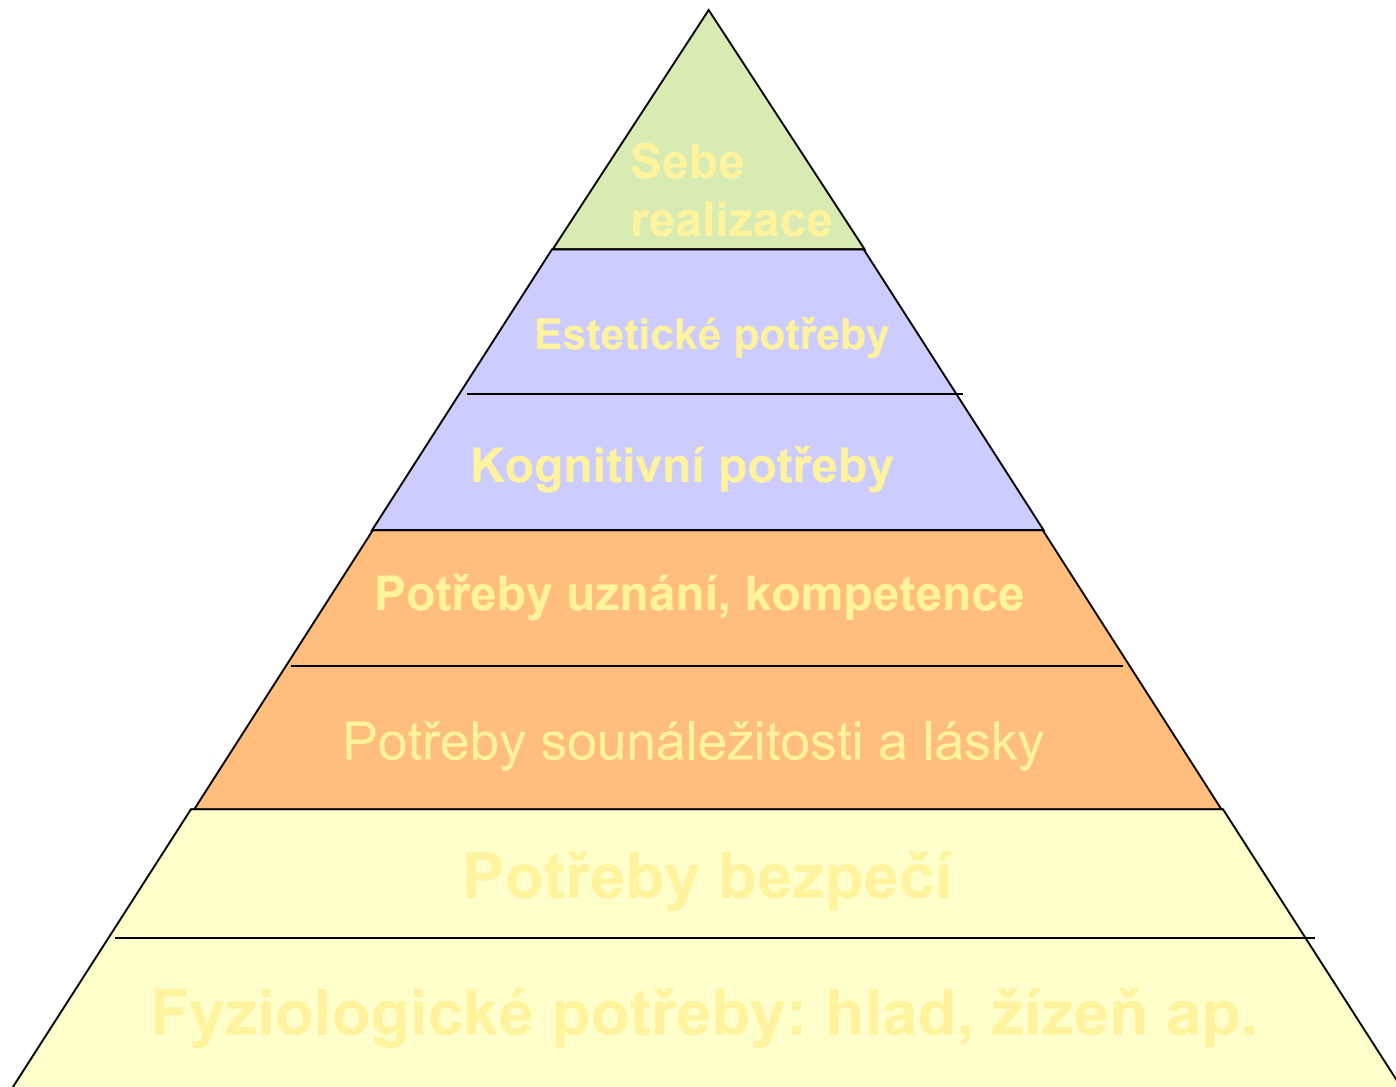 Sebe
realizace
Estetické potřeby
Kognitivní potřeby
Potřeby uznání, kompetence
Potřeby sounáležitosti a lásky
Potřeby bezpečí
Fyziologické potřeby: hlad, žízeň ap.